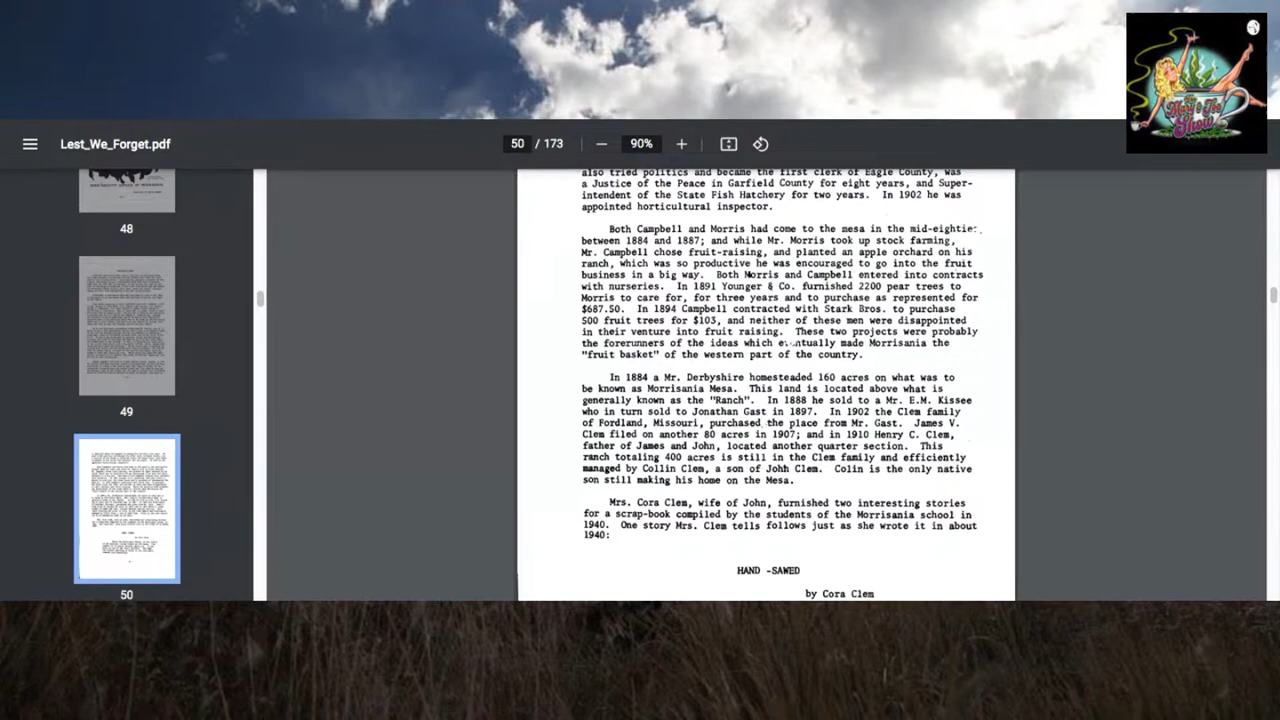 Lest_We_Forget.pdf
50 / 173
90%
The Mary & Tea Show
48
49
50
also tried politics and became the first clerk of Eagle County, was
a Justice of the Peace in Garfield County for eight years, and Super-
intendent of the State Fish Hatchery for two years. In 1902 he was
appointed horticultural inspector.
Both Campbell and Morris had come to the mesa in the mid-eighties
between 1884 and 1887; and while Mr. Morris took up stock farming,
Mr. Campbell chose fruit-raising, and planted an apple orchard on his
ranch, which was so productive he was encouraged to go into the fruit
business in a big way. Both Morris and Campbell entered into contracts
with nurseries. In 1891 Younger & Co. furnished 2200 pear trees to
Morris to care for, for three years and to purchase as represented for
$687.50. In 1894 Campbell contracted with Stark Bros. to purchase
500 fruit trees for $103, and neither of these men were disappointed
in their venture into fruit raising. These two projects were probably
the forerunners of the ideas which eventually made Morrisania the
"fruit basket" of the western part of the country.
In 1884 a Mr. Derbyshire homesteaded 160 acres on what was to
be known as Morrisania Mesa. This land is located above what is
generally known as the "Ranch". In 1888 he sold to a Mr. E.M. Kissee
who in turn sold to Jonathan Gast in 1897. In 1902 the Clem family
of Fordland, Missouri, purchased the place from Mr. Gast. James V.
Clem filed on another 80 acres in 1907; and in 1910 Henry C. Clem,
father of James and John, located another quarter section. This
ranch totaling 400 acres is still in the Clem family and efficiently
managed by Collin Clem, a son of John Clem. Colin is the only native
son still making his home on the Mesa.
Mrs. Cora Clem, wife of John, furnished two interesting stories
for a scrap-book compiled by the students of the Morrisania school in
1940. One story Mrs. Clem tells follows just as she wrote it in about
1940:
HAND -SAWED
by Cora Clem